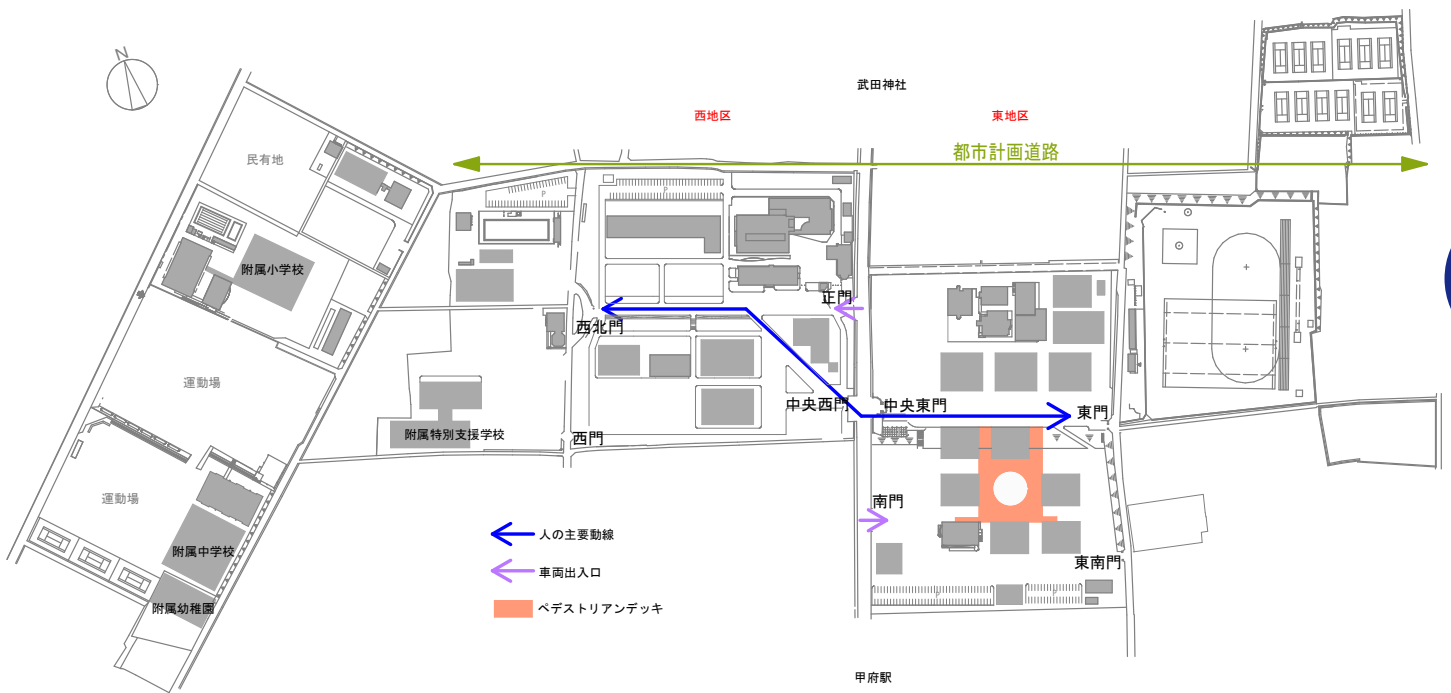 N
武田神社
西地区
東地区
都市計画道路
民有地
P
P
附属小学校
正門
西北門
運動場
中央西門
中央東門
東門
附属特別支援学校
西門
運動場
南門
人の主要動線
附属中学校
車両出入口
東南門
P
P
附属幼稚園
ペデストリアンデッキ
甲府駅